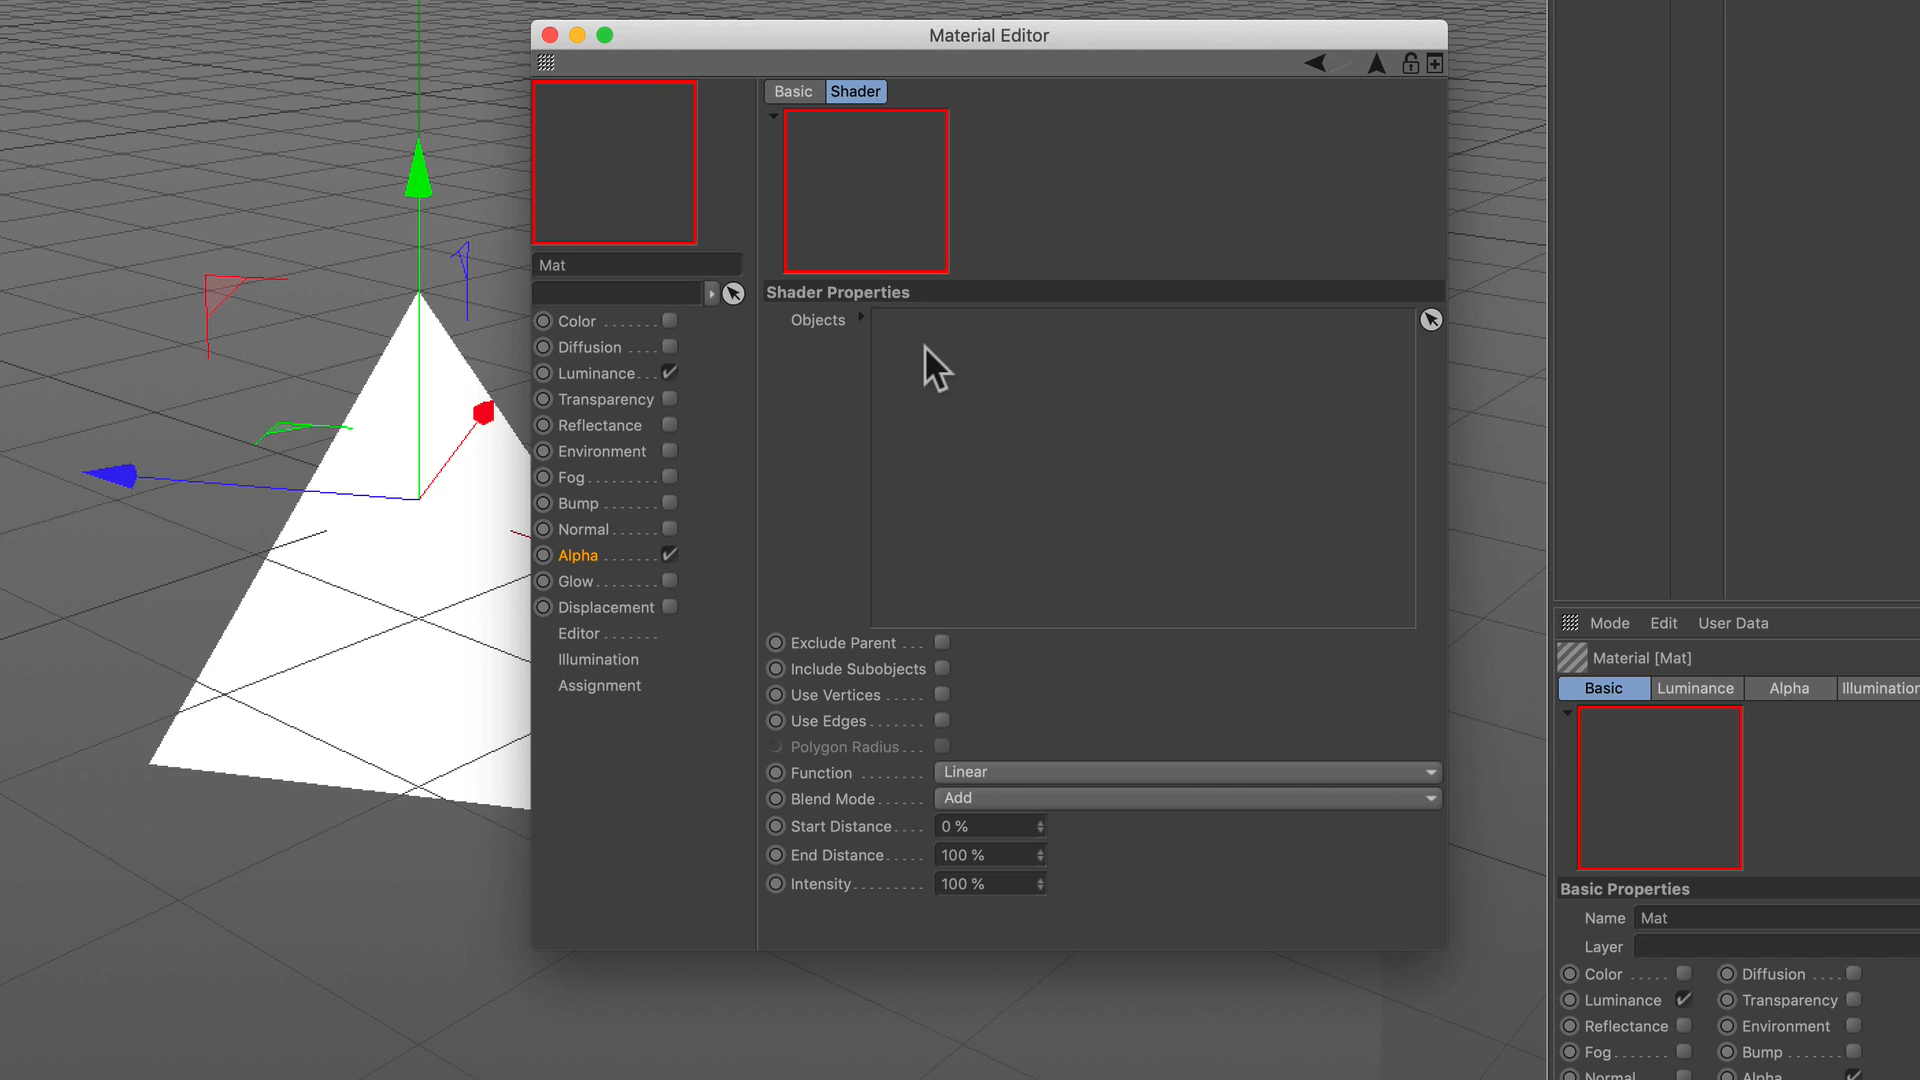 Material Editor
Basic Shader
Mat
Shader Properties
Objects
Color
Diffusion
Luminance
Transparency
Reflectance
Environment
Fog
Bump
Normal
Alpha
Glow
Displacement
Editor
Illumination
Assignment
Exclude Parent
Include Subobjects
Use Vertices
Use Edges
Polygon Radius
Function Linear
Blend Mode Add
Start Distance 0 %
End Distance 100 %
Intensity 100 %
Mode Edit User Data
Material [Mat]
Basic Luminance Alpha Illumination
Basic Properties
Name Mat
Layer
Color Diffusion
Luminance Transparency
Reflectance Environment
Fog Bump
Normal Alpha